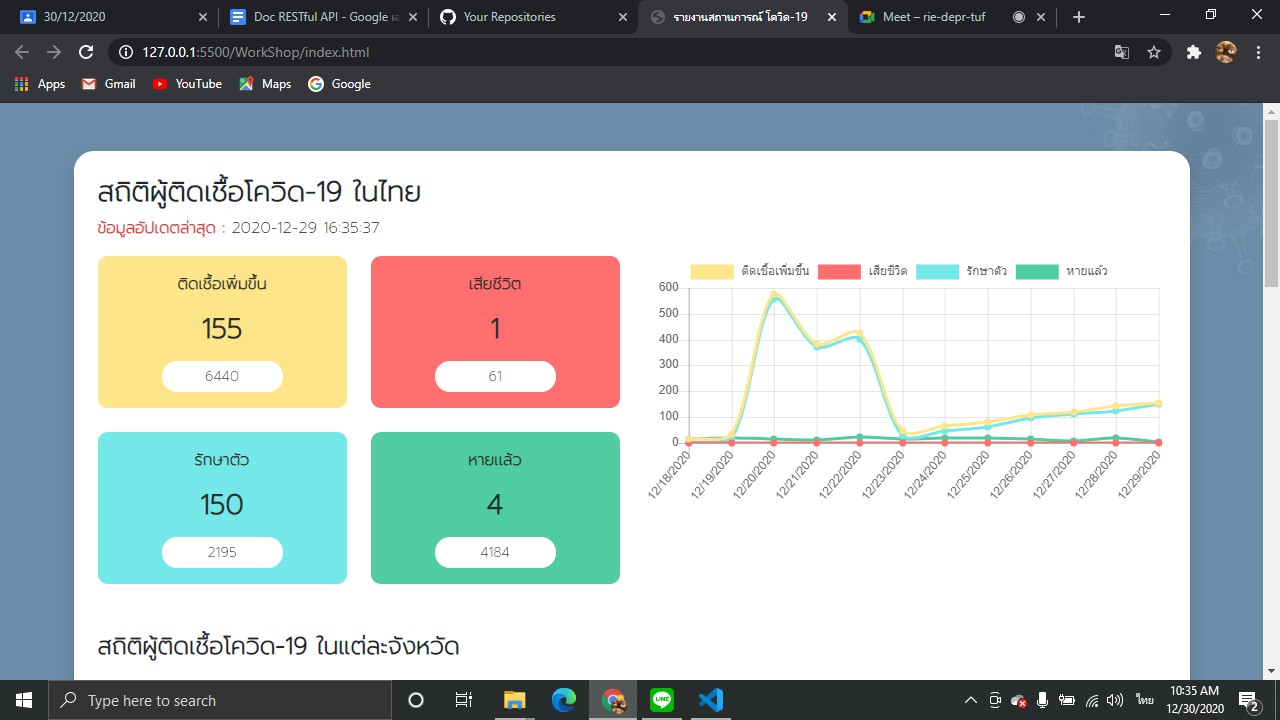 30/12/2020
Doc RESTful API - Google
Your Repositories
รายงานสถานการณ์ โควิด-19
Meet – rie-depr-tuf
127.0.0.1:5500/WorkShop/index.html
Apps Gmail YouTube Maps Google
สถิติผู้ติดเชื้อโควิด-19 ในไทย
ข้อมูลอัปเดตล่าสุด : 2020-12-29 16:35:37
ติดเชื้อเพิ่มขึ้น
155
6440
เสียชีวิต
1
61
รักษาตัว
150
2195
หายแล้ว
4
4184
ติดเชื้อเพิ่มขึ้น เสียชีวิต รักษาตัว หายแล้ว
600
500
400
300
200
100
0
12/18/2020
12/19/2020
12/20/2020
12/21/2020
12/22/2020
12/23/2020
12/24/2020
12/25/2020
12/26/2020
12/27/2020
12/28/2020
12/29/2020
สถิติผู้ติดเชื้อโควิด-19 ในแต่ละจังหวัด
Type here to search
LINE
ไทย
10:35 AM
12/30/2020
2